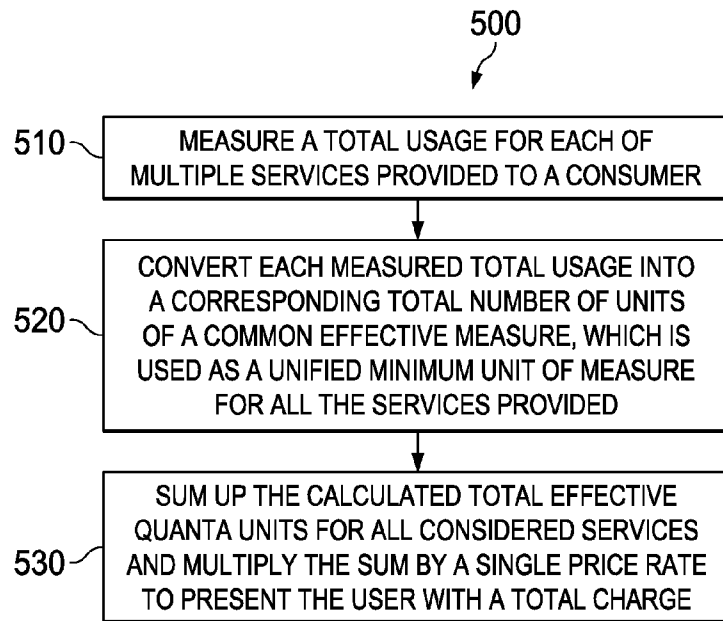 500
510
MEASURE A TOTAL USAGE FOR EACH OF
MULTIPLE SERVICES PROVIDED TO A CONSUMER
520
CONVERT EACH MEASURED TOTAL USAGE INTO
A CORRESPONDING TOTAL NUMBER OF UNITS
OF A COMMON EFFECTIVE MEASURE, WHICH IS
USED AS A UNIFIED MINIMUM UNIT OF MEASURE
FOR ALL THE SERVICES PROVIDED
530
SUM UP THE CALCULATED TOTAL EFFECTIVE
QUANTA UNITS FOR ALL CONSIDERED SERVICES
AND MULTIPLY THE SUM BY A SINGLE PRICE RATE
TO PRESENT THE USER WITH A TOTAL CHARGE